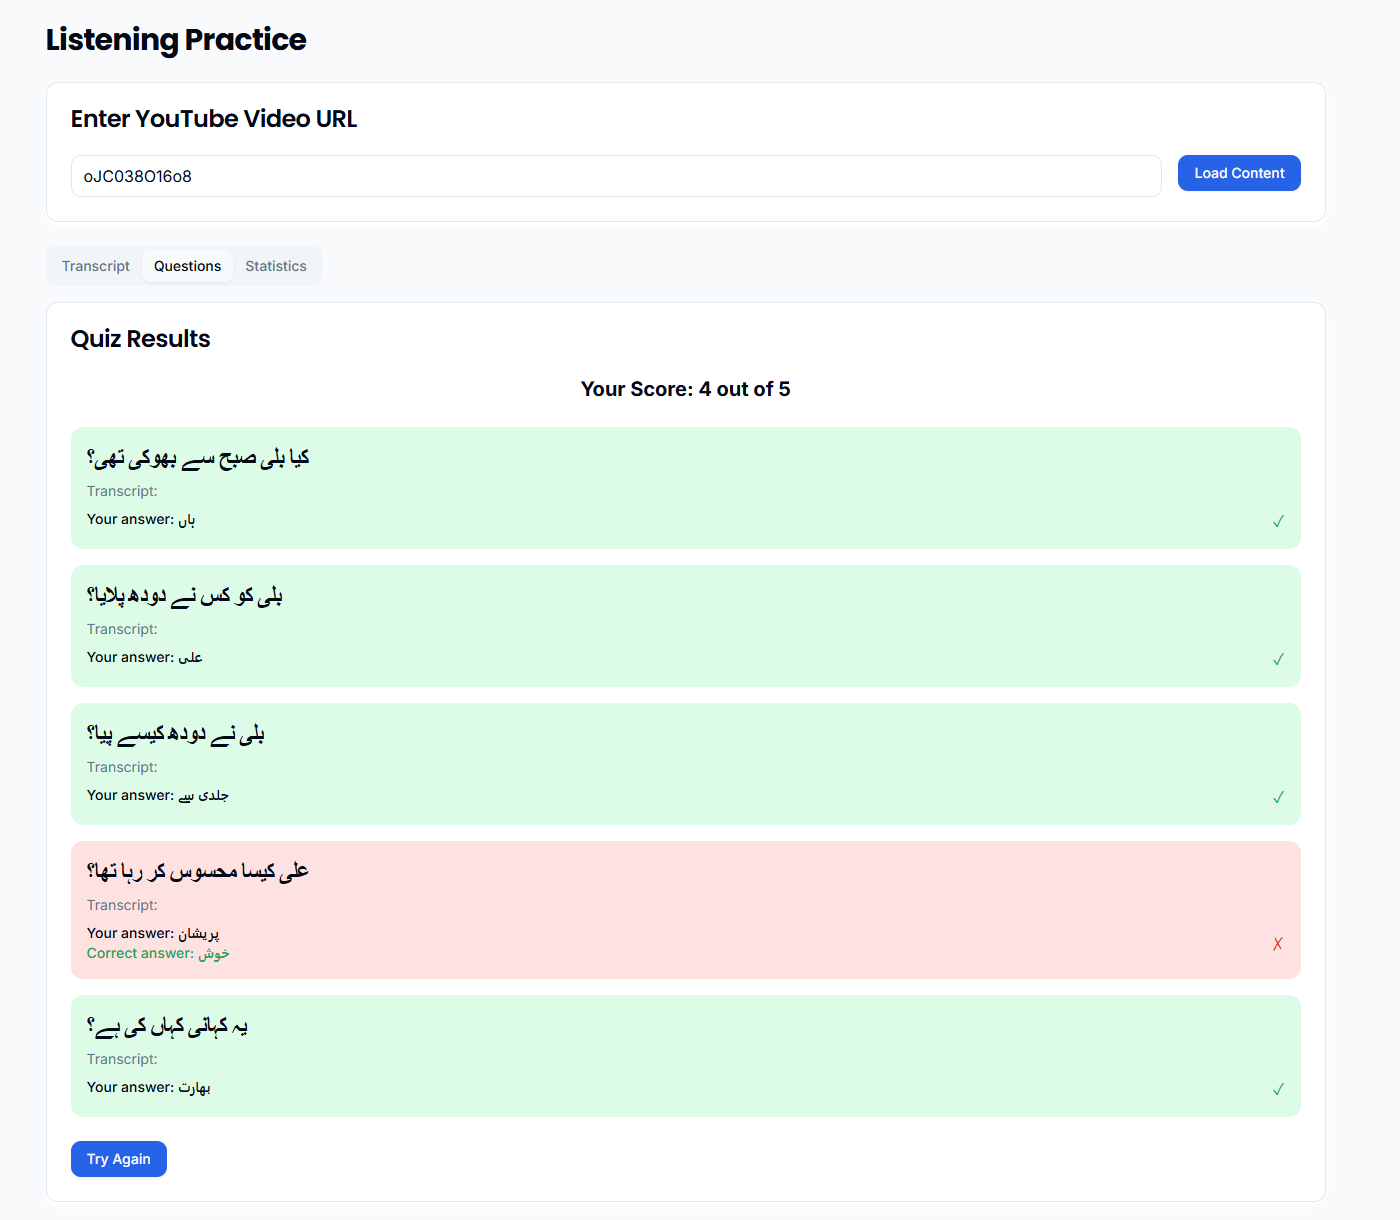 Listening Practice
Enter YouTube Video URL
oJC038O16o8
Load Content
Transcript
Questions
Statistics
Quiz Results
Your Score: 4 out of 5
کیا بلی صبح سے بھوکی تھی؟
Transcript:
Your answer: ہاں
✓
بلی کو کس نے دودھ پلایا؟
Transcript:
Your answer: علی
✓
بلی نے دودھ کیسے پیا؟
Transcript:
Your answer: جلدی سے
✓
علی کیسا محسوس کر رہا تھا؟
Transcript:
Your answer: پریشان
Correct answer: خوش
✗
یہ کہانی کہاں کی ہے؟
Transcript:
Your answer: بھارت
✓
Try Again